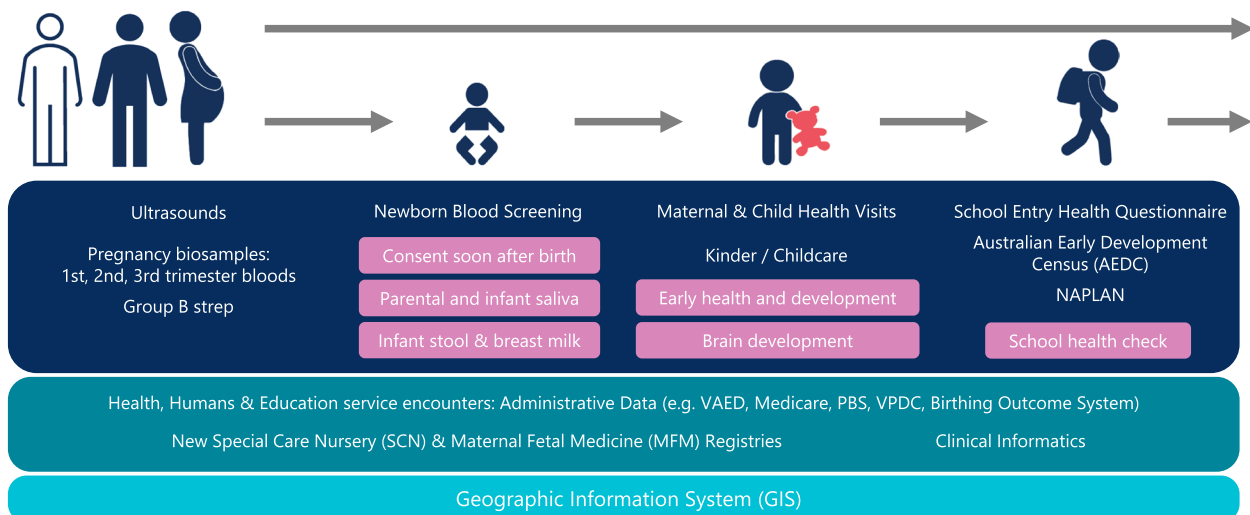 Ultrasounds
Pregnancy biosamples:
1st, 2nd, 3rd trimester bloods
Group B strep
Newborn Blood Screening
Consent soon after birth
Parental and infant saliva
Infant stool & breast milk
Maternal & Child Health Visits
Kinder / Childcare
Early health and development
Brain development
School Entry Health Questionnaire
Australian Early Development
Census (AEDC)
NAPLAN
School health check
Health, Humans & Education service encounters: Administrative Data (e.g. VAED, Medicare, PBS, VPDC, Birthing Outcome System)
New Special Care Nursery (SCN) & Maternal Fetal Medicine (MFM) Registries
Clinical Informatics
Geographic Information System (GIS)